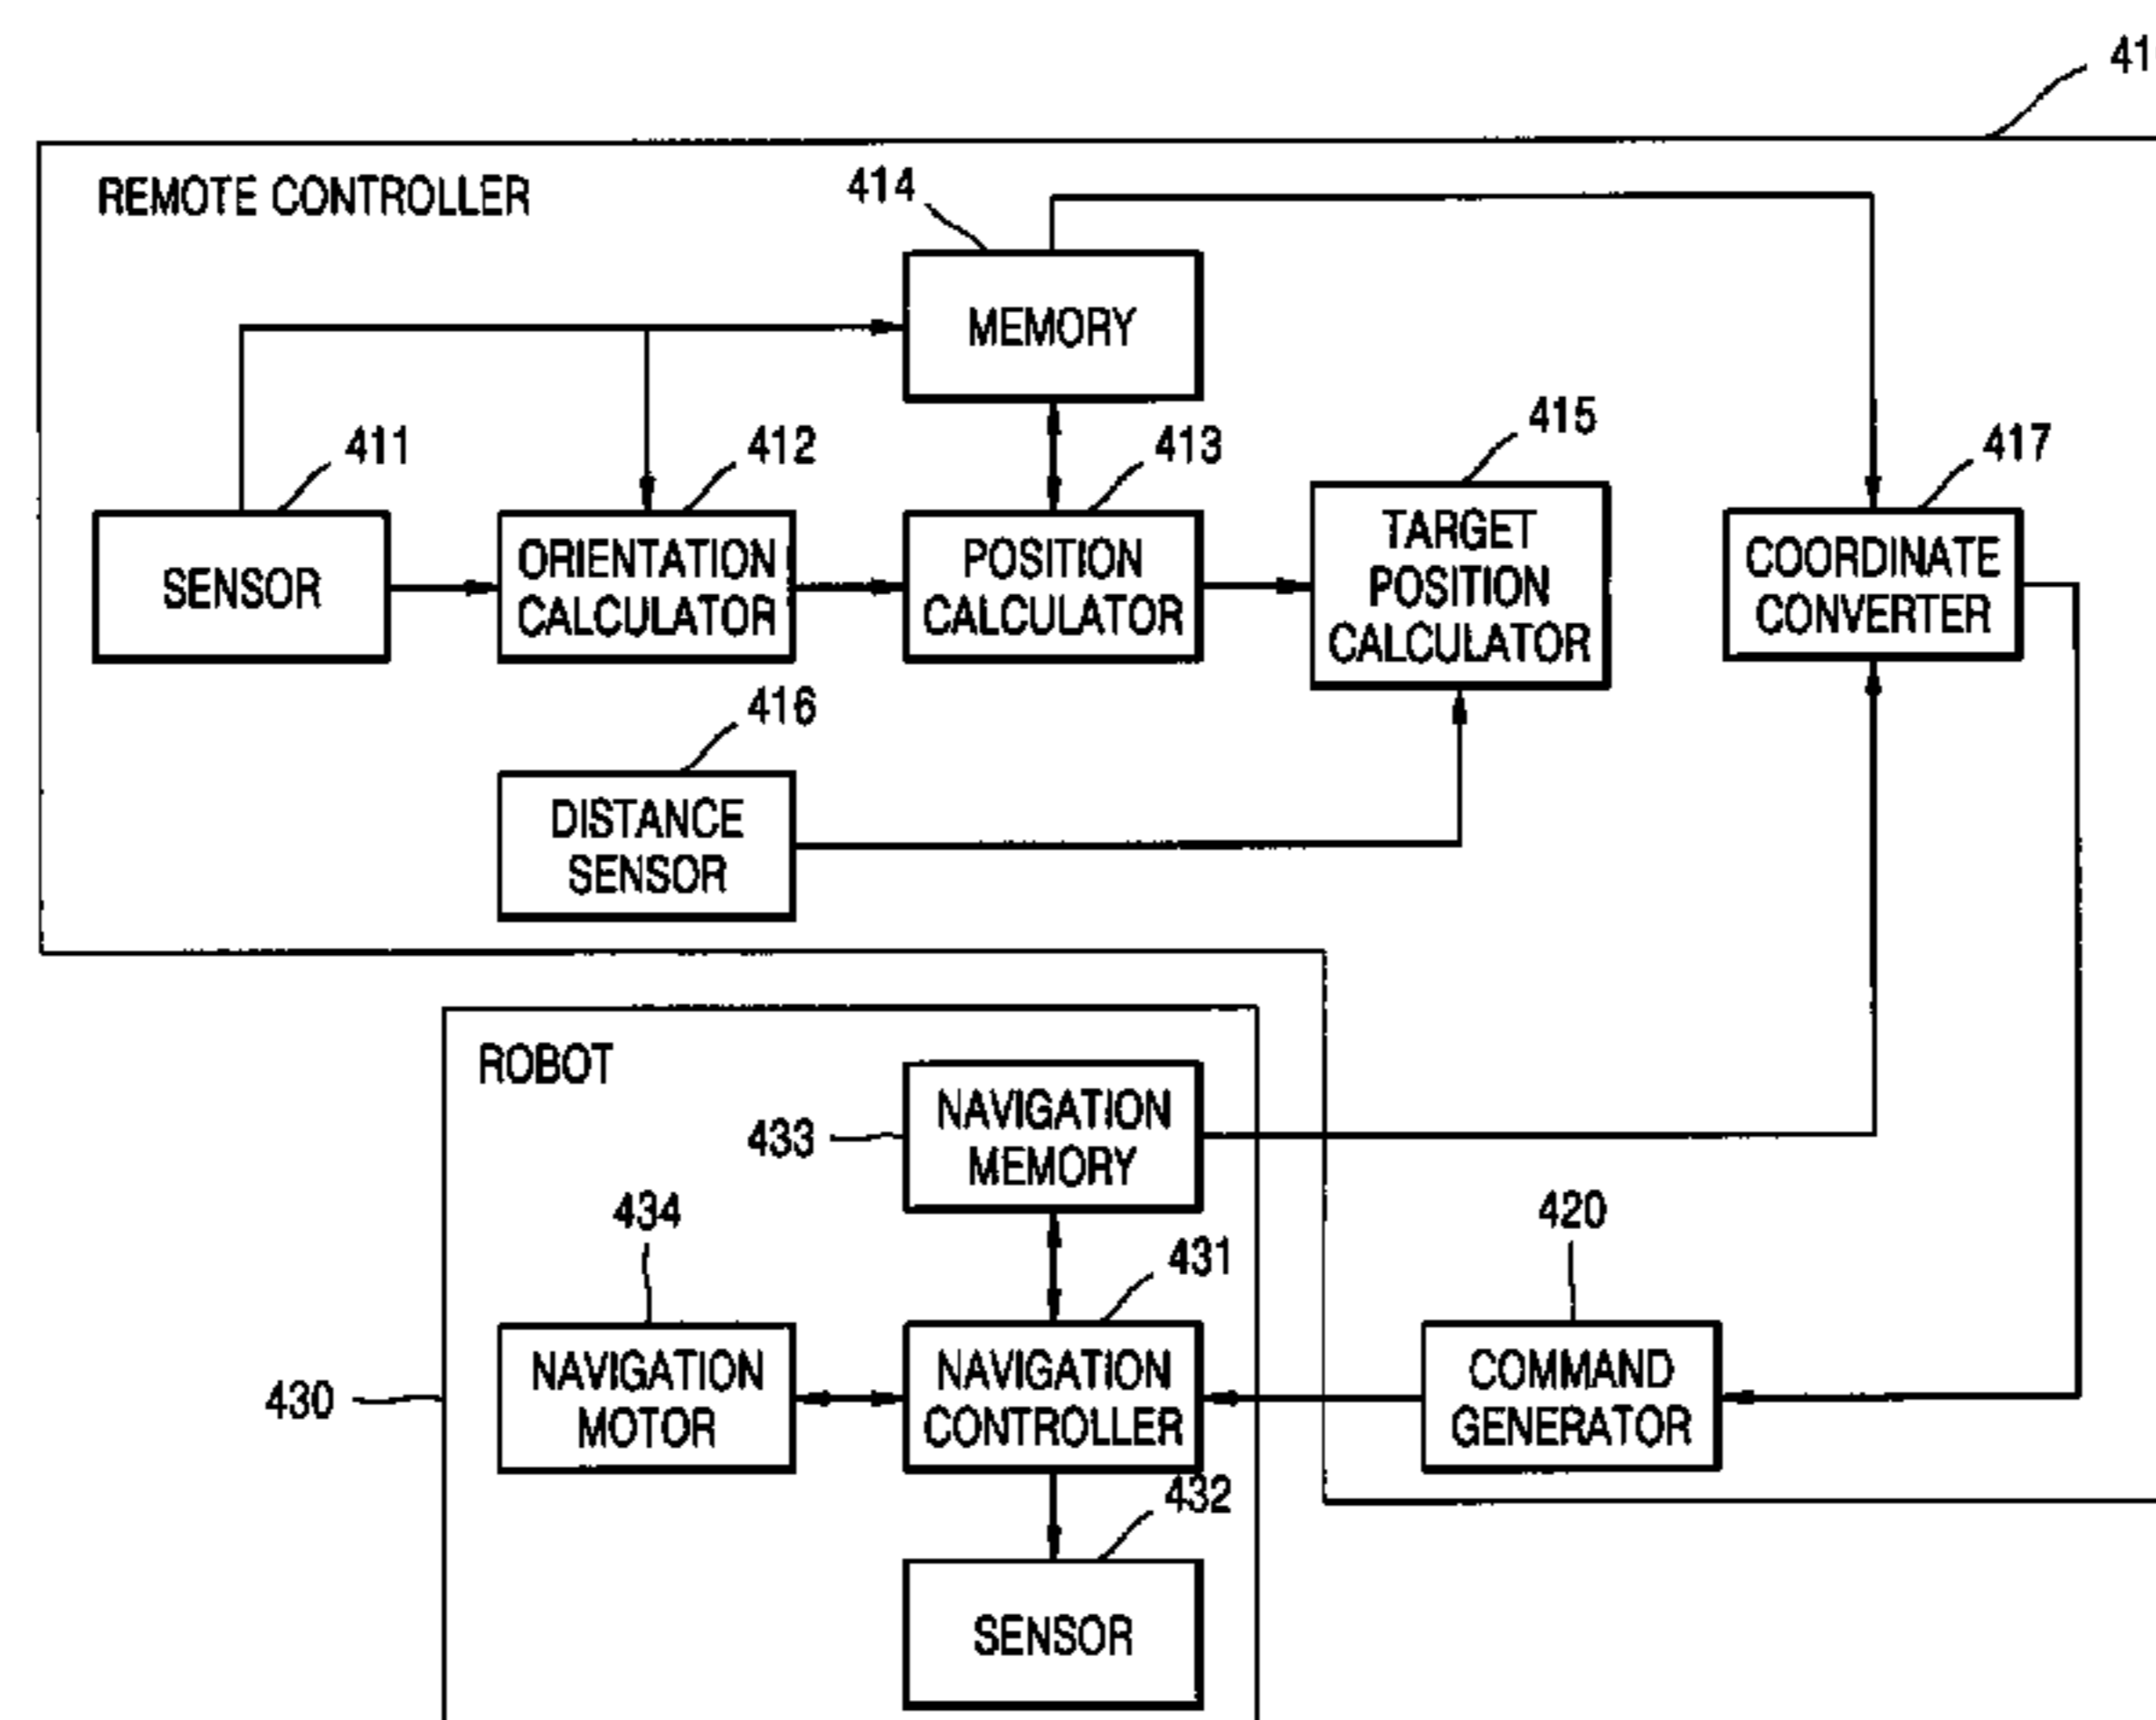 41
REMOTE CONTROLLER
414
MEMORY
411
412
413
415
417
SENSOR
ORIENTATION
CALCULATOR
POSITION
CALCULATOR
TARGET
POSITION
CALCULATOR
COORDINATE
CONVERTER
416
DISTANCE
SENSOR
ROBOT
433
NAVIGATION
MEMORY
434
431
420
430
NAVIGATION
MOTOR
NAVIGATION
CONTROLLER
COMMAND
GENERATOR
432
SENSOR